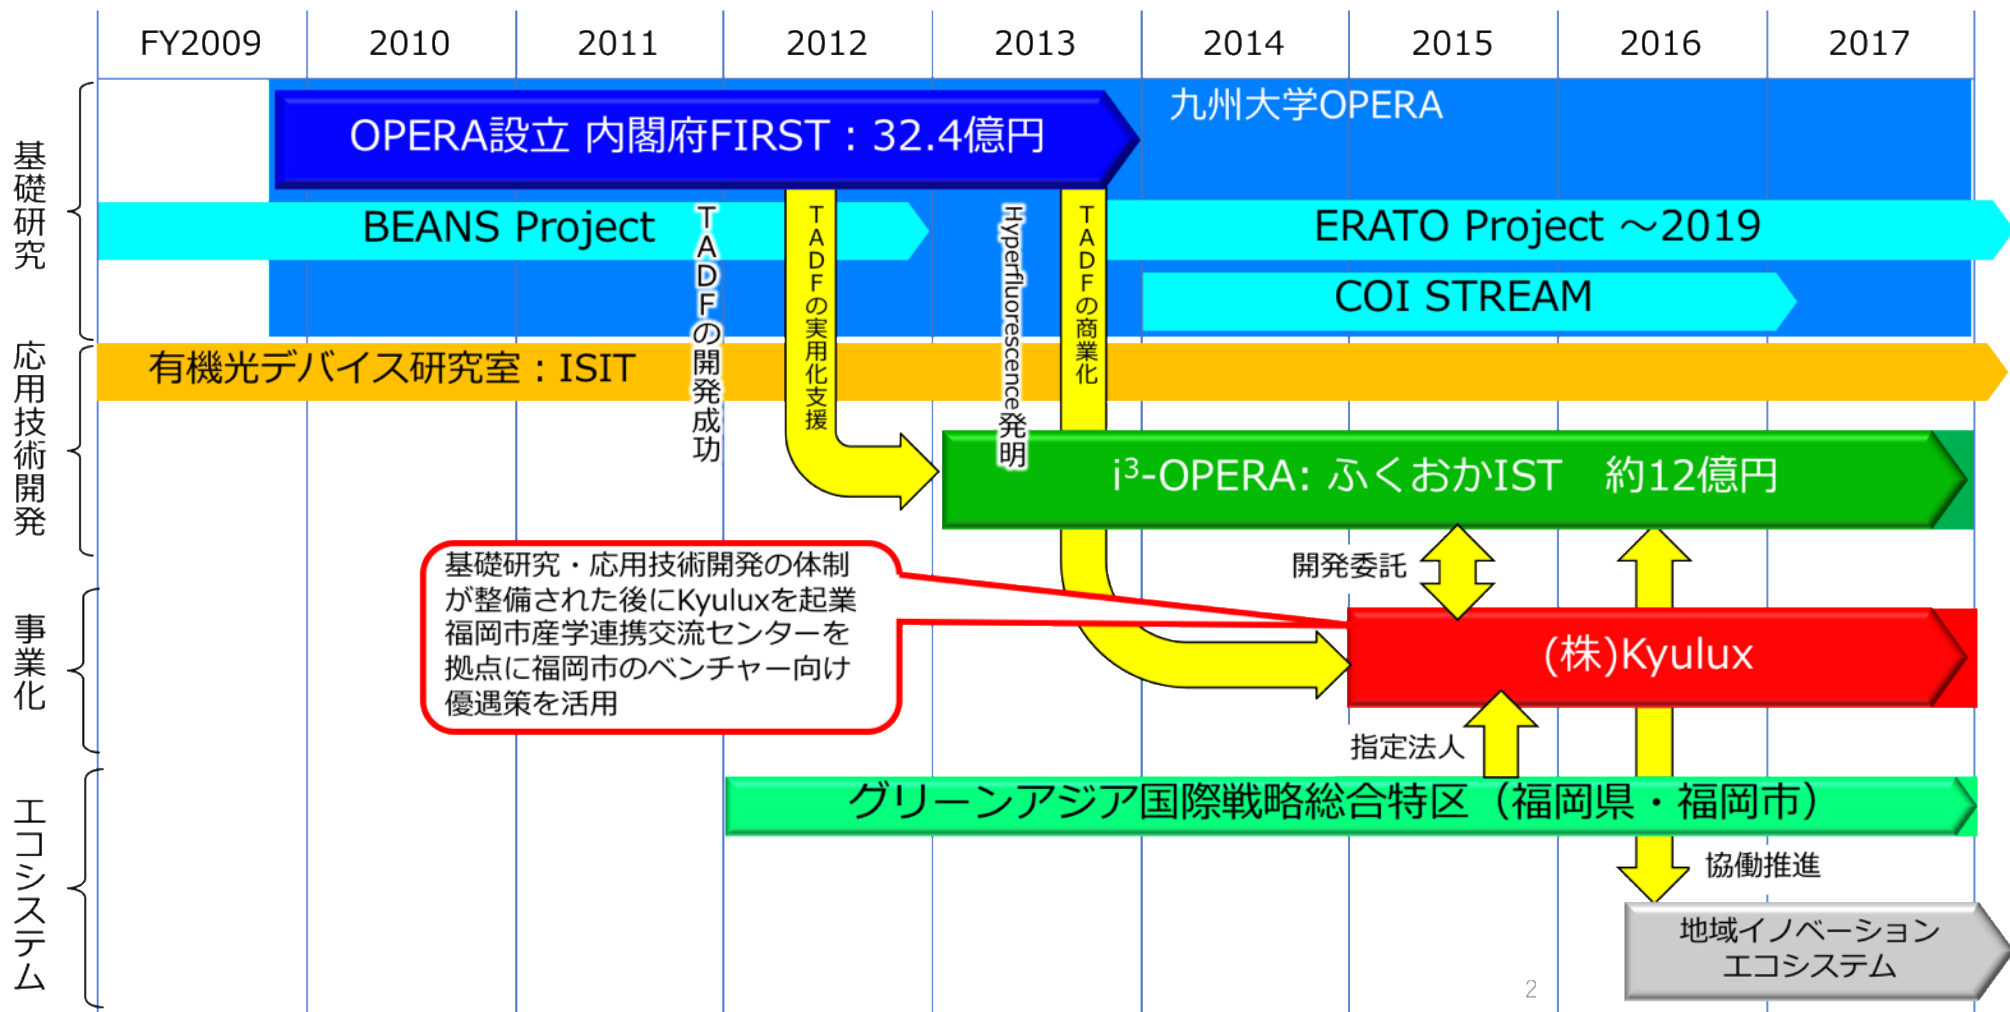 FY2009 2010 2011 2012 2013 2014 2015 2016 2017
基礎研究
九州大学OPERA
OPERA設立 内閣府FIRST：32.4億円
BEANS Project
ERATO Project ～2019
COI STREAM
TADFの開発成功
TADFの実用化支援
Hyperfluorescence発明
TADFの商業化
応用技術開発
有機光デバイス研究室：ISIT
i³-OPERA: ふくおかIST 約12億円
開発委託
事業化
基礎研究・応用技術開発の体制
が整備された後にKyuluxを起業
福岡市産学連携交流センターを
拠点に福岡市のベンチャー向け
優遇策を活用
(株)Kyulux
指定法人
エコシステム
グリーンアジア国際戦略総合特区（福岡県・福岡市）
協働推進
地域イノベーション
エコシステム
2